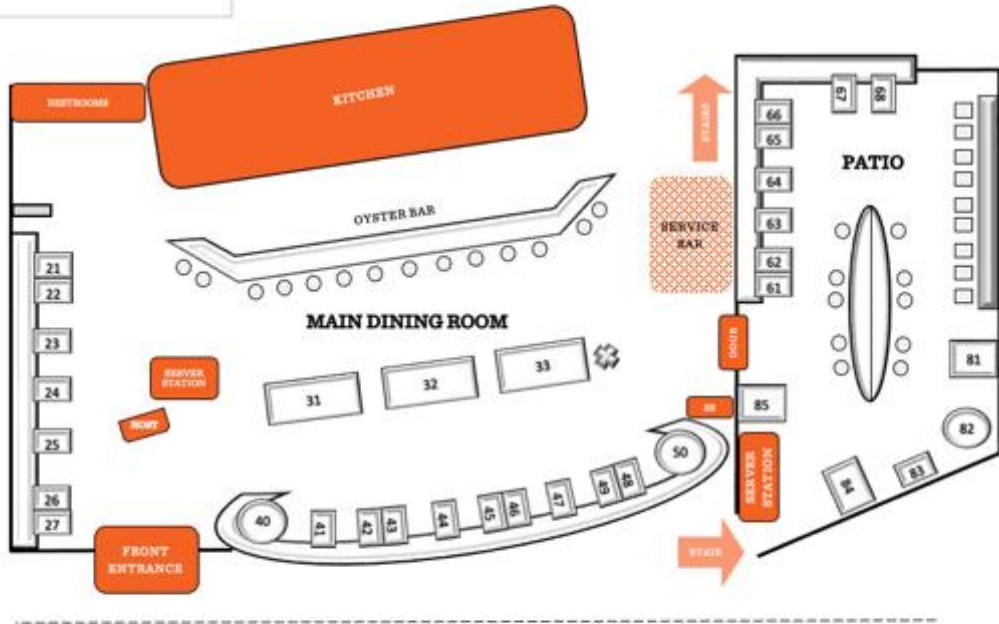 RESTROOMS
KITCHEN
OYSTER BAR
21
22
23
24
25
26
27
MAIN DINING ROOM
SERVER
STATION
HOST
31
32
33
FRONT
ENTRANCE
40
41
42
43
44
45
46
47
49
48
50
STAIRS
SERVICE
BAR
DOOR
PATIO
66
65
64
63
62
61
67
68
81
82
83
84
85
SERVER
STATION
STAIR